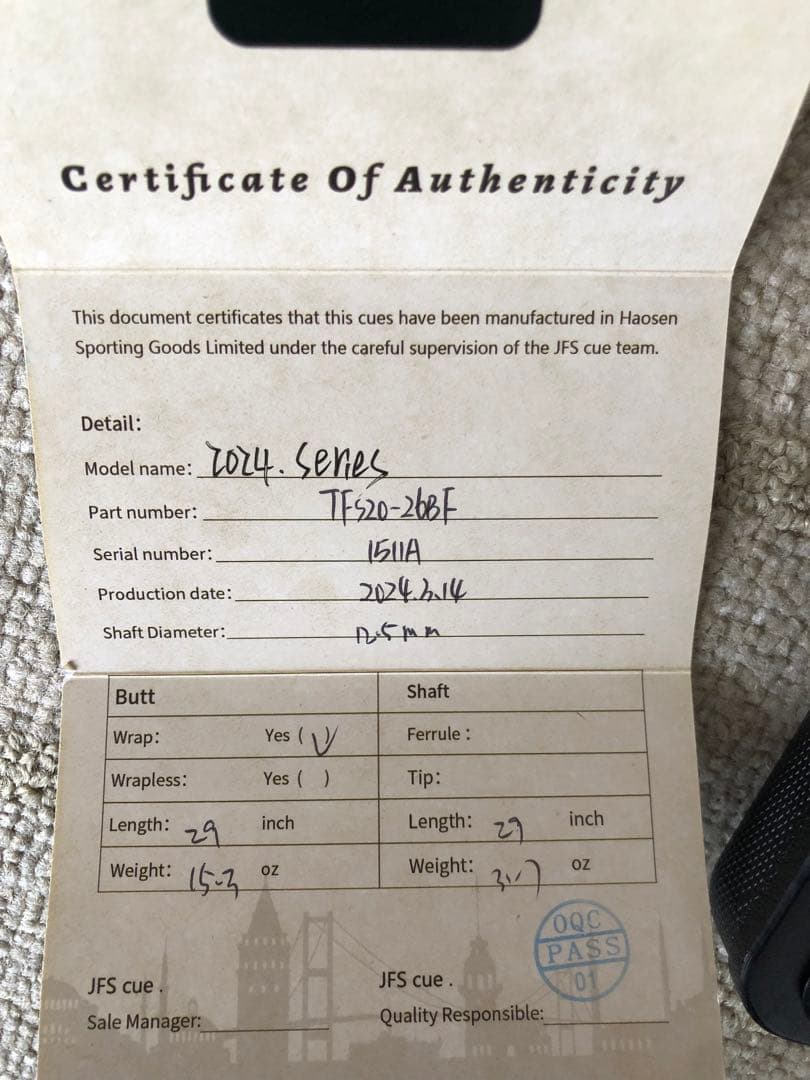 Certificate Of Authenticity
This document certificates that this cues have been manufactured in Haosen
Sporting Goods Limited under the careful supervision of the JFS cue team.
Detail:
Model name: 2024. Series
Part number: TFS20-26BF
Serial number: 1511A
Production date: 2024.3.14
Shaft Diameter: 12.5mm
Butt Shaft
Wrap: Yes (√) Ferrule :
Wrapless: Yes ( ) Tip:
Length: 29 inch Length: 29 inch
Weight: 15.3 oz Weight: oz
OQC
PASS
01
JFS cue . JFS cue .
Sale Manager: Quality Responsible: